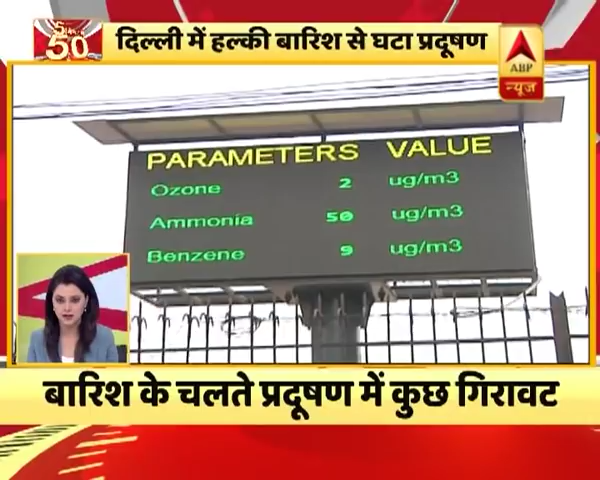 50
दिल्ली में हल्की बारिश से घटा प्रदूषण
ABP
न्यूज़
PARAMETERS VALUE
Ozone 2 ug/m3
Ammonia 50 ug/m3
Benzene 9 ug/m3
बारिश के चलते प्रदूषण में कुछ गिरावट